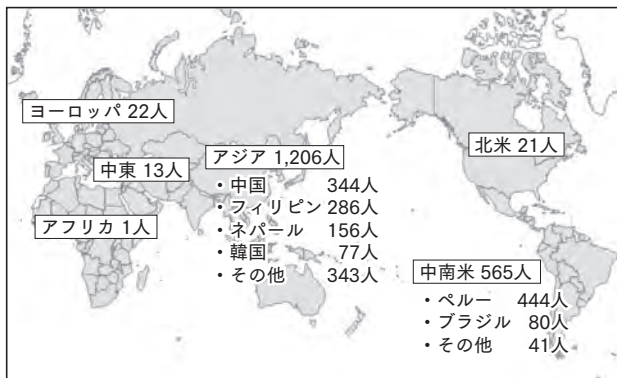 ヨーロッパ 22人
中東 13人
アフリカ 1人
アジア 1,206人
・中国 344人
・フィリピン 286人
・ネパール 156人
・韓国 77人
・その他 343人
北米 21人
中南米 565人
・ペルー 444人
・ブラジル 80人
・その他 41人